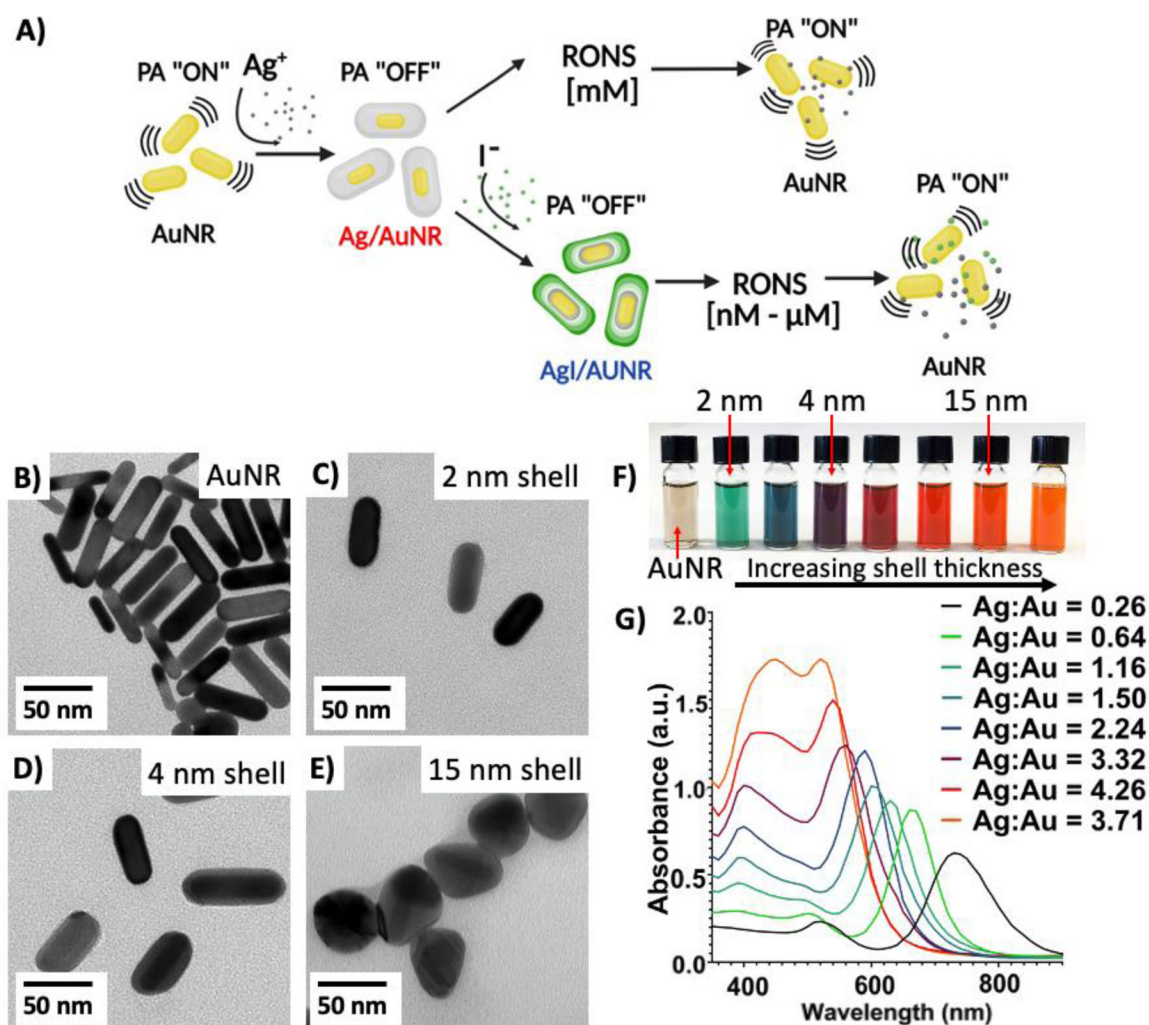 A)
PA "ON"
Ag⁺
PA "OFF"
RONS
[mM]
PA "ON"
AuNR
Ag/AuNR
I⁻
PA "OFF"
AgI/AUNR
RONS
[nM - μM]
AuNR
PA "ON"
AuNR
B)
AuNR
50 nm
C)
2 nm shell
50 nm
D)
4 nm shell
50 nm
E)
15 nm shell
50 nm
F)
2 nm
4 nm
15 nm
AuNR
Increasing shell thickness
G)
2.0
1.5
1.0
0.5
0.0
Absorbance (a.u.)
400
600
800
Wavelength (nm)
Ag:Au = 0.26
Ag:Au = 0.64
Ag:Au = 1.16
Ag:Au = 1.50
Ag:Au = 2.24
Ag:Au = 3.32
Ag:Au = 4.26
Ag:Au = 3.71